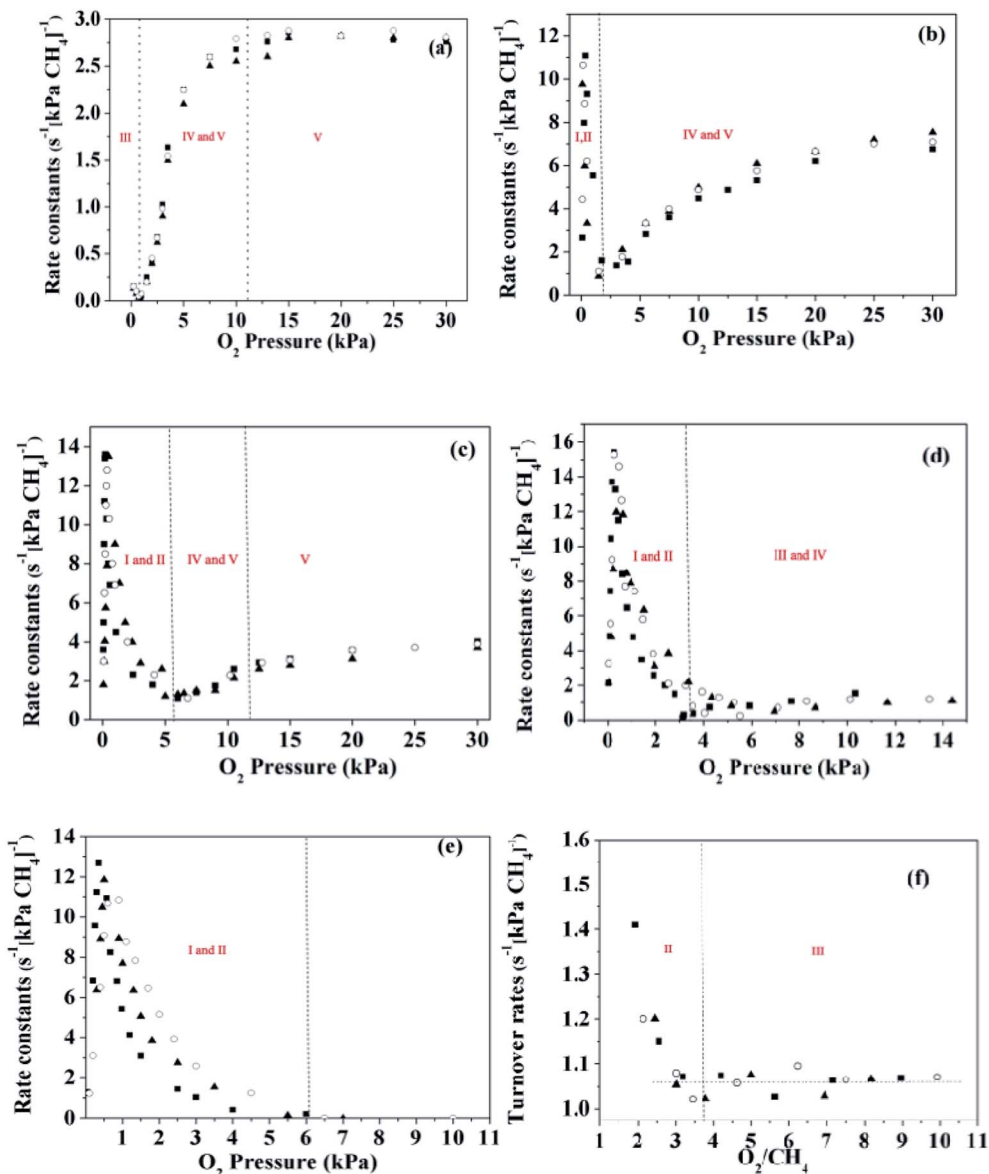 (a)
Rate constants (s⁻¹[kPa CH₄]⁻¹)
3.0
2.5
2.0
1.5
1.0
0.5
0.0
III
IV and V
V
0 5 10 15 20 25 30
O₂ Pressure (kPa)
(b)
Rate constants (s⁻¹[kPa CH₄]⁻¹)
12
10
8
6
4
2
0
I,II
IV and V
0 5 10 15 20 25 30
O₂ Pressure (kPa)
(c)
Rate constants (s⁻¹[kPa CH₄]⁻¹)
14
12
10
8
6
4
2
0
I and II
IV and V
V
0 5 10 15 20 25 30
O₂ Pressure (kPa)
(d)
Rate constants (s⁻¹[kPa CH₄]⁻¹)
16
14
12
10
8
6
4
2
0
I and II
III and IV
0 2 4 6 8 10 12 14
O₂ Pressure (kPa)
(e)
Rate constants (s⁻¹[kPa CH₄]⁻¹)
14
12
10
8
6
4
2
0
I and II
1 2 3 4 5 6 7 8 9 10 11
O₂ Pressure (kPa)
(f)
Turnover rates (s⁻¹[kPa CH₄]⁻¹)
1.6
1.5
1.4
1.3
1.2
1.1
1.0
II
III
1 2 3 4 5 6 7 8 9 10 11
O₂/CH₄